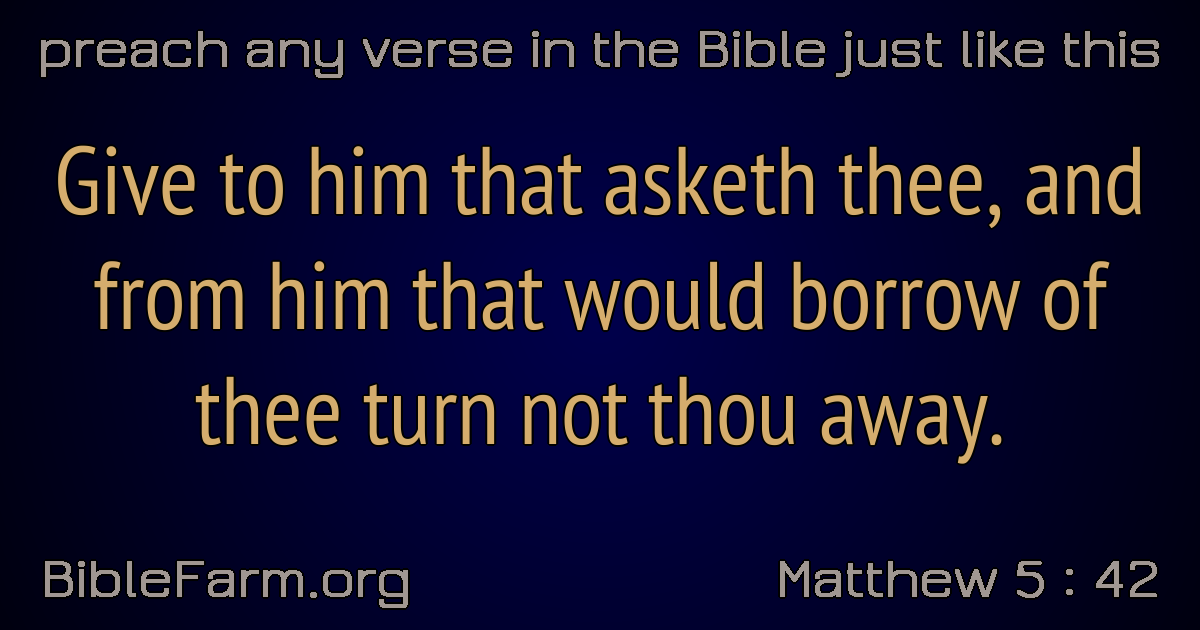 preach any verse in the Bible just like this
Give to him that asketh thee, and
from him that would borrow of
thee turn not thou away.
BibleFarm.org
Matthew 5 : 42